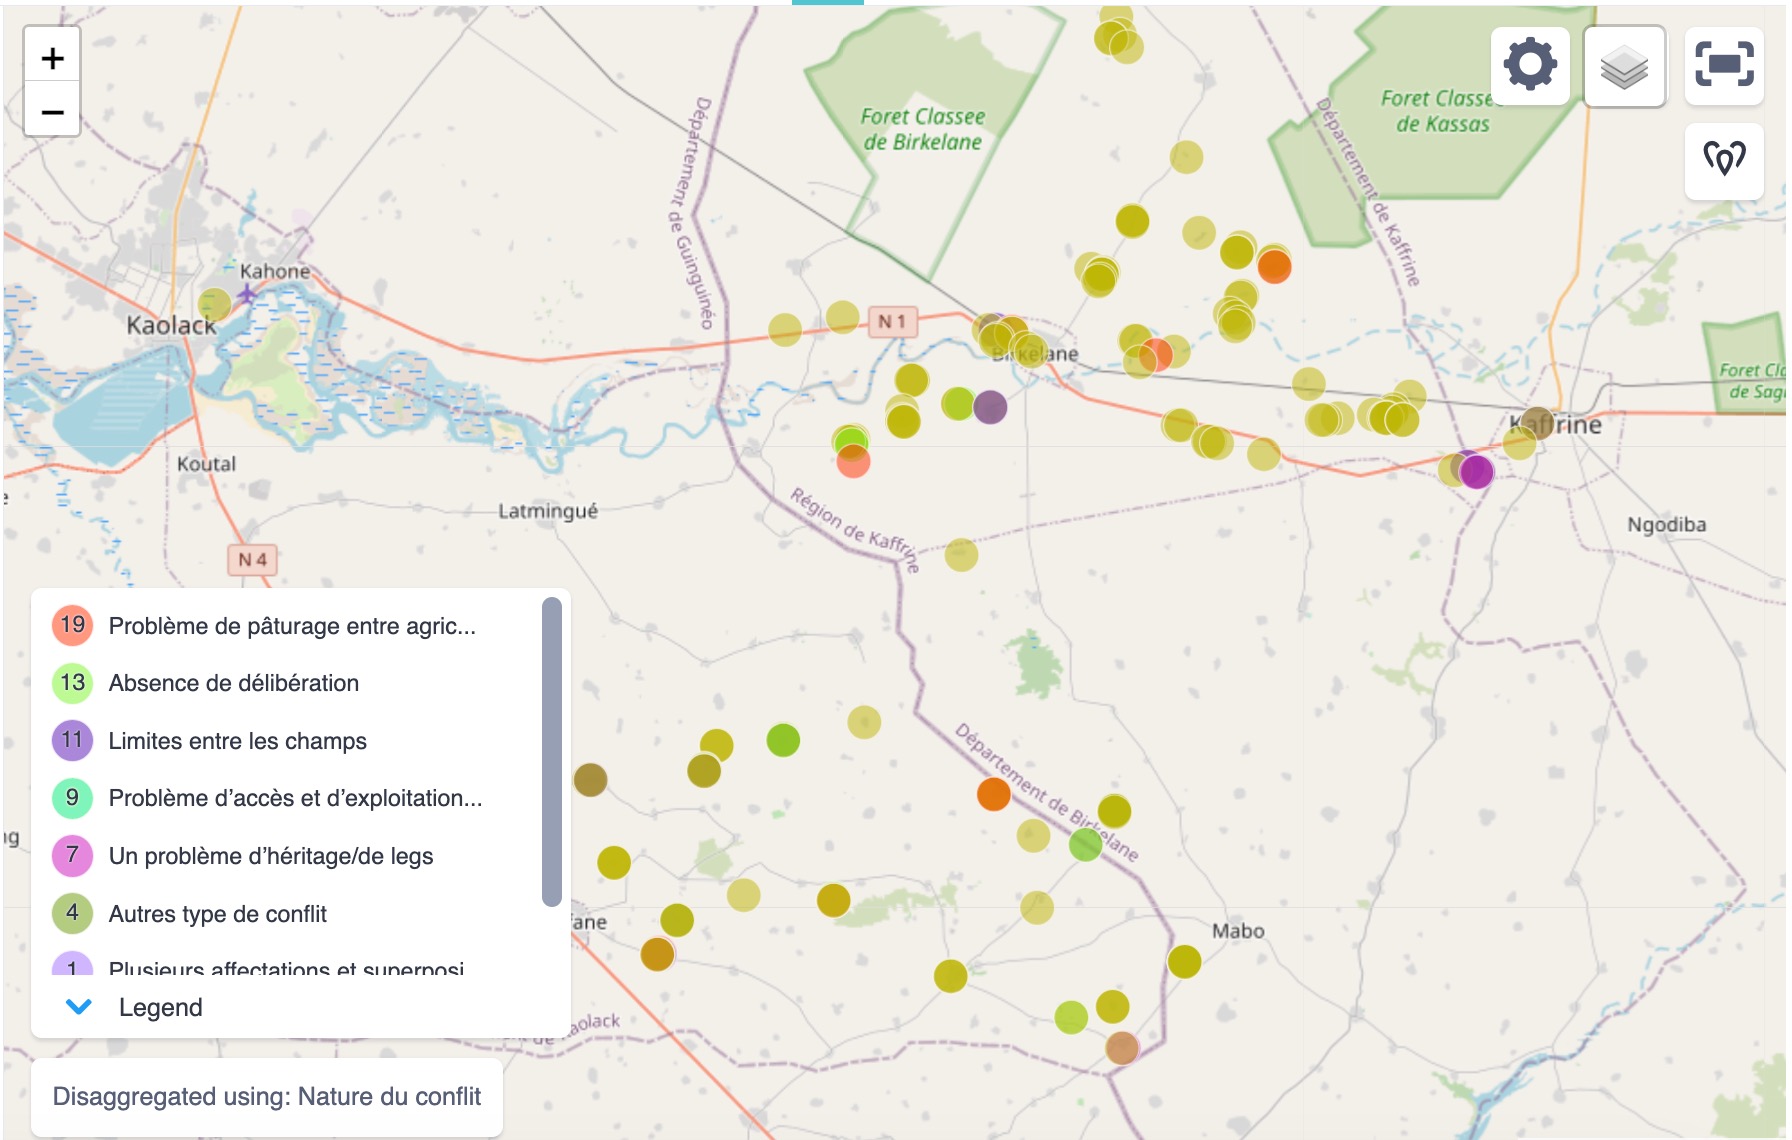 +
−
Foret Classee
de Birkelane
Foret Classee
de Kassas
Département de Guinguinéo
Département de Kaffrine
Kahone
Kaolack
N 1
Birkelane
Foret Cla
de Sag
Kaffrine
Koutal
Latmingué
Région de Kaffrine
Ngodiba
N 4
19 Problème de pâturage entre agric...
13 Absence de délibération
11 Limites entre les champs
9 Problème d’accès et d’exploitation...
7 Un problème d’héritage/de legs
4 Autres type de conflit
1 Plusieurs affectations et superposi
Legend
Département de Birkelane
ng
fane
Mabo
de Kaolack
Disaggregated using: Nature du conflit